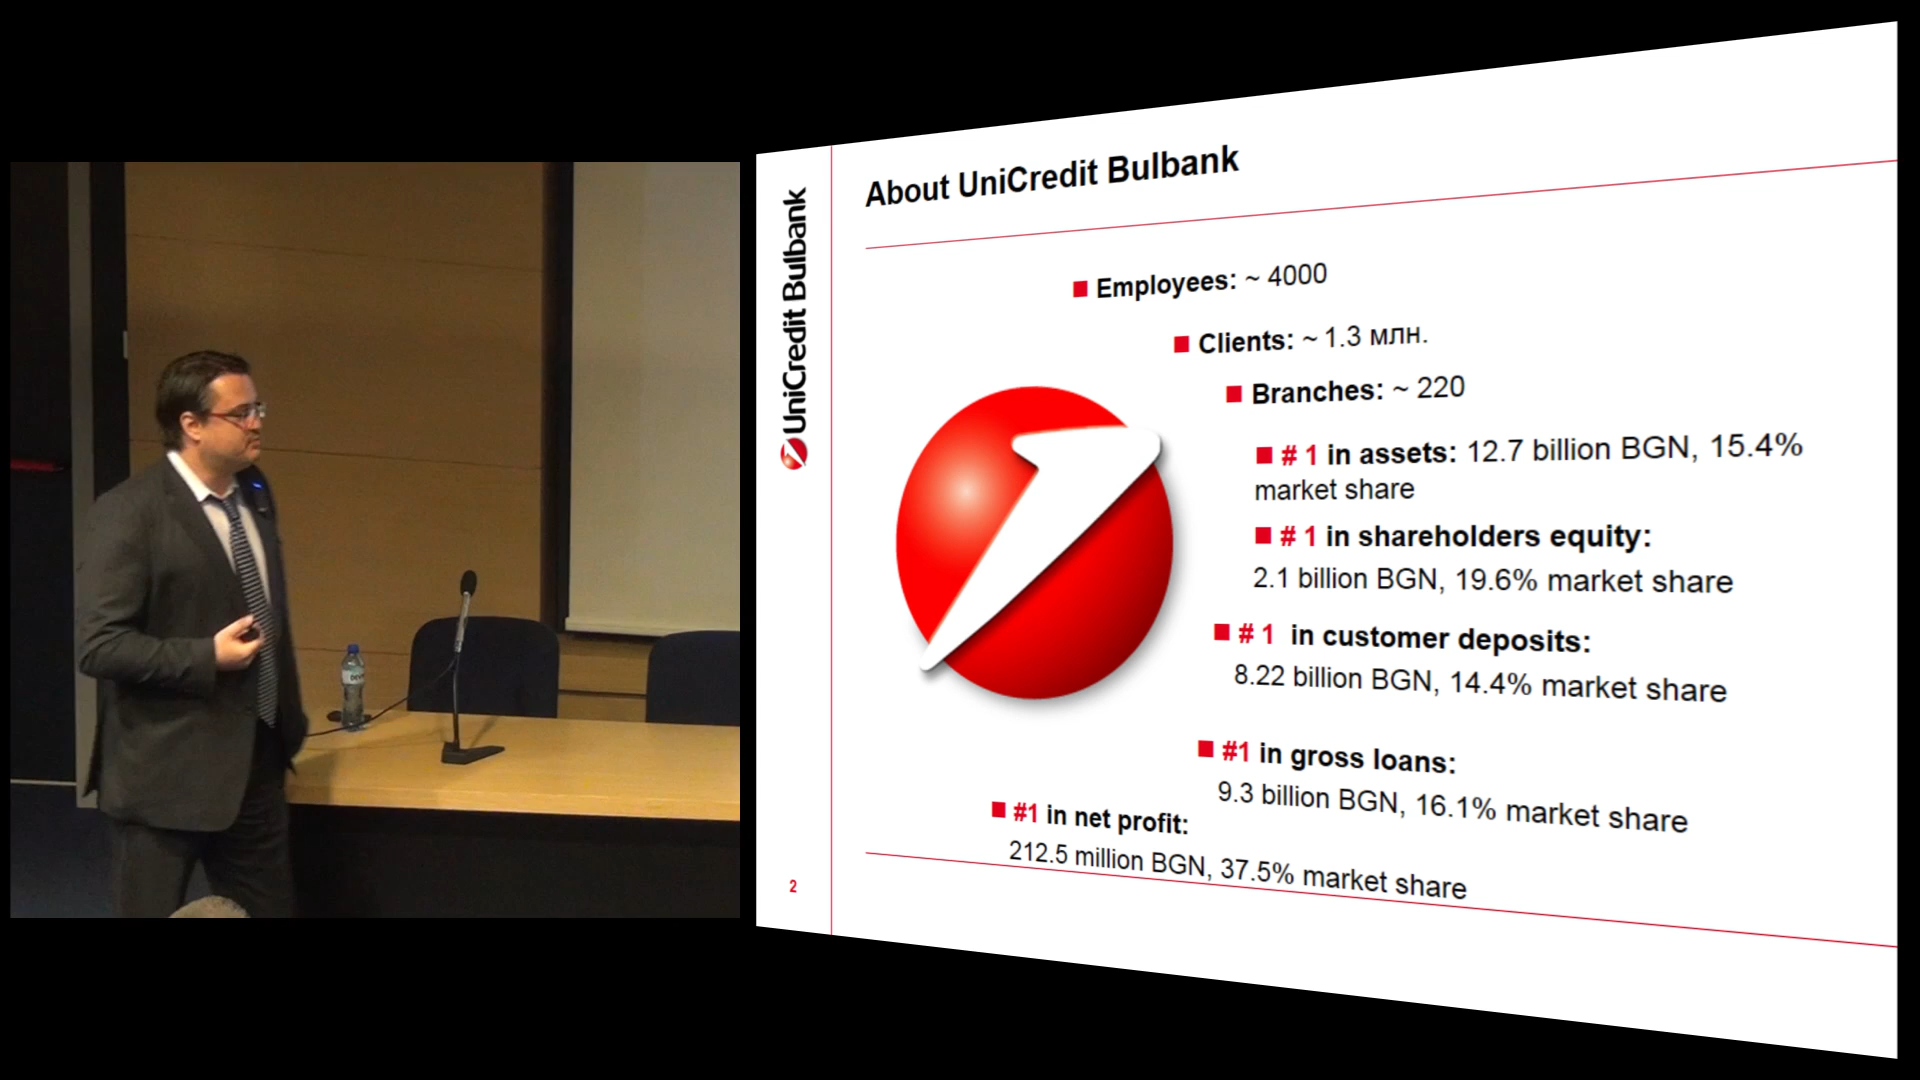 About UniCredit Bulbank
UniCredit Bulbank
Employees: ~ 4000
Clients: ~ 1.3 млн.
Branches: ~ 220
# 1 in assets: 12.7 billion BGN, 15.4%
market share
# 1 in shareholders equity:
2.1 billion BGN, 19.6% market share
# 1 in customer deposits:
8.22 billion BGN, 14.4% market share
#1 in gross loans:
9.3 billion BGN, 16.1% market share
#1 in net profit:
212.5 million BGN, 37.5% market share
2